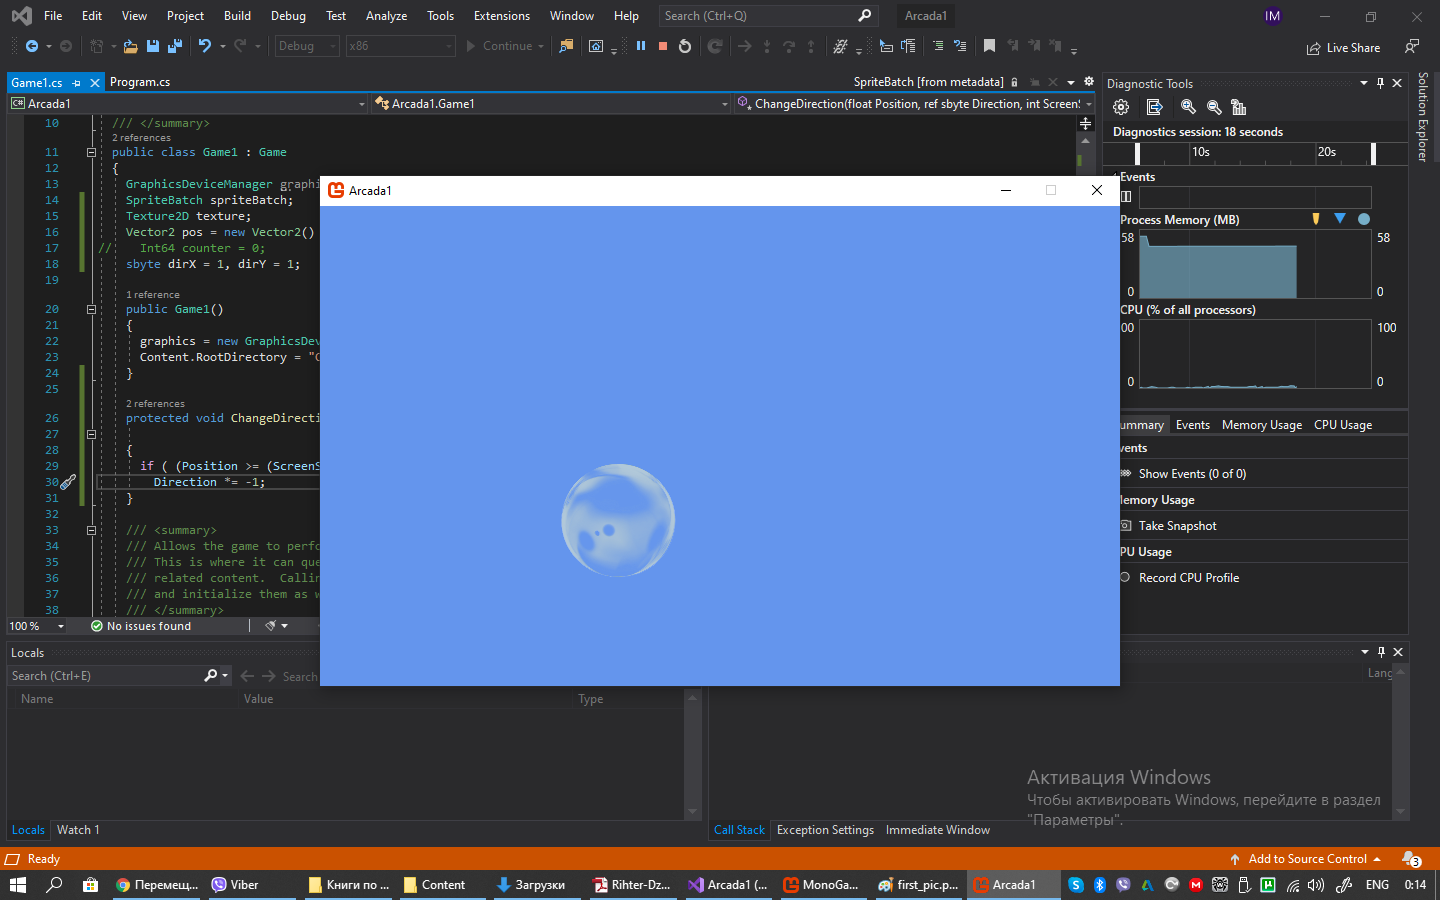 File Edit View Project Build Debug Test Analyze Tools Extensions Window Help Search (Ctrl+Q) Arcada1 IM
Debug x86 Continue Live Share
Game1.cs Program.cs SpriteBatch [from metadata]
Arcada1 Arcada1.Game1 ChangeDirection(float Position, ref sbyte Direction, int Screen
10 /// </summary>
2 references
11 public class Game1 : Game
12 {
13 GraphicsDeviceManager graphi
14 SpriteBatch spriteBatch;
15 Texture2D texture;
16 Vector2 pos = new Vector2()
17 // Int64 counter = 0;
18 sbyte dirX = 1, dirY = 1;
19
1 reference
20 public Game1()
21 {
22 graphics = new GraphicsDev
23 Content.RootDirectory = "C
24 }
25
2 references
26 protected void ChangeDirecti
27
28 {
29 if ( (Position >= (ScreenS
30 Direction *= -1;
31 }
32
33 /// <summary>
34 /// Allows the game to perfo
35 /// This is where it can que
36 /// related content. Callin
37 /// and initialize them as w
38 /// </summary>
100 % No issues found
Arcada1
Diagnostic Tools
Diagnostics session: 18 seconds
10s 20s
Events
Process Memory (MB)
58 58
0 0
CPU (% of all processors)
00 100
0 0
ummary Events Memory Usage CPU Usage
vents
Show Events (0 of 0)
emory Usage
Take Snapshot
PU Usage
Record CPU Profile
Solution Explorer
Locals
Search (Ctrl+E) Search
Name Value Type
Lang
Locals Watch 1
Call Stack Exception Settings Immediate Window
Активация Windows
Чтобы активировать Windows, перейдите в раздел
"Параметры".
Ready Add to Source Control 3
Перемещ... Viber Книги по ... Content Загрузки Rihter-Dz... Arcada1 (... MonoGa... first_pic.p... Arcada1 ENG 0:14